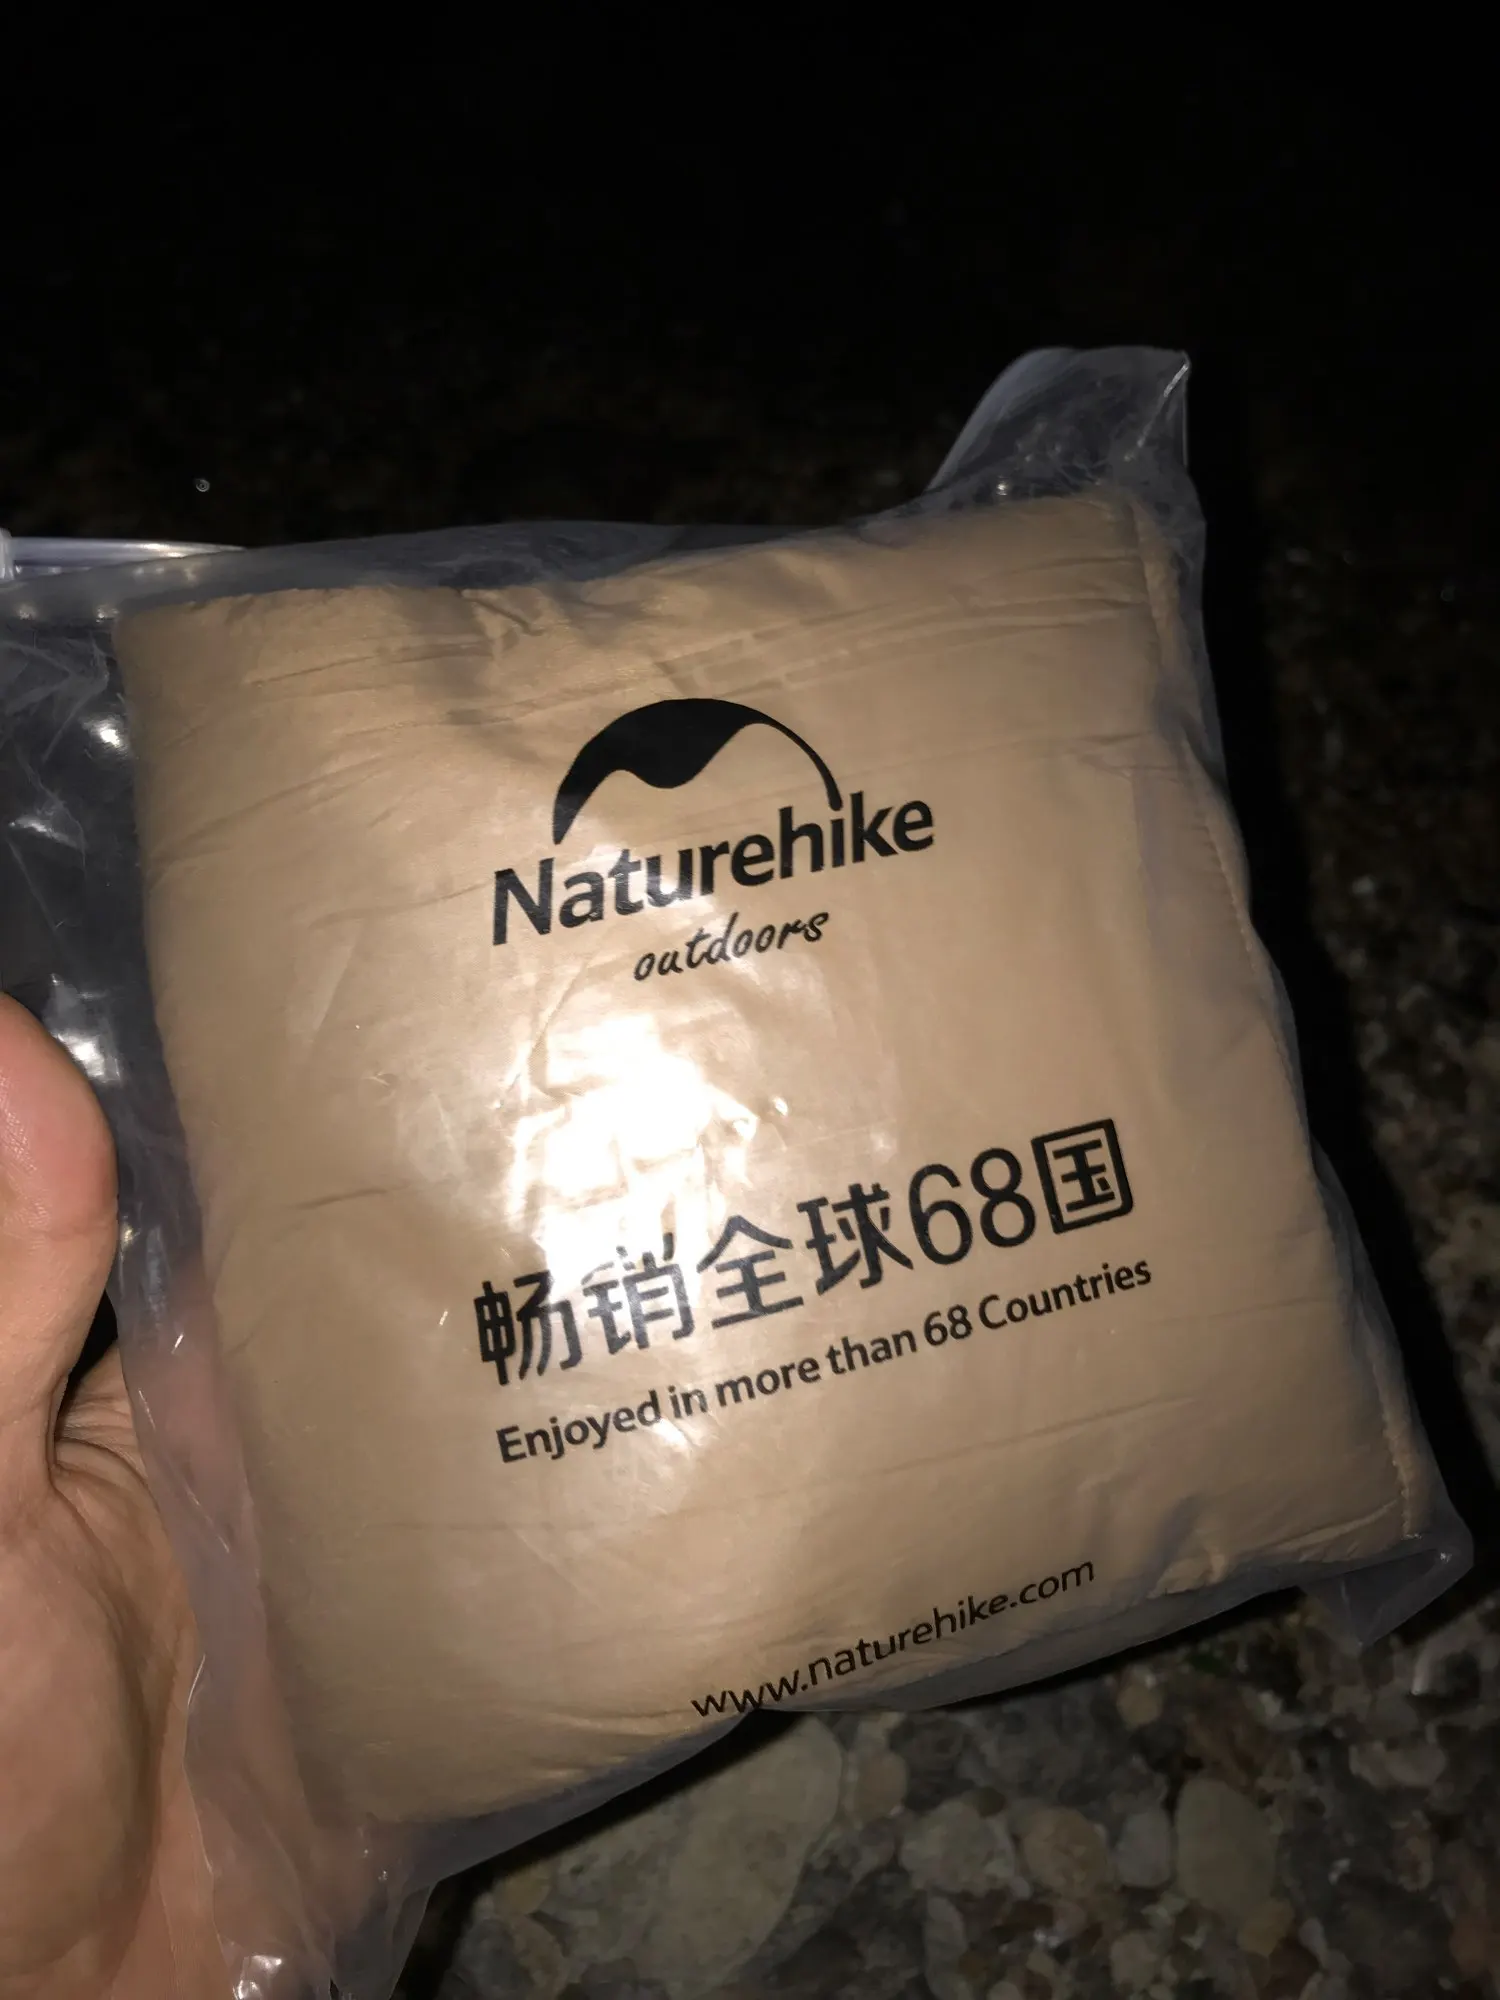 Naturehike
outdoors
畅销全球68国
Enjoyed in more than 68 Countries
www.naturehike.com